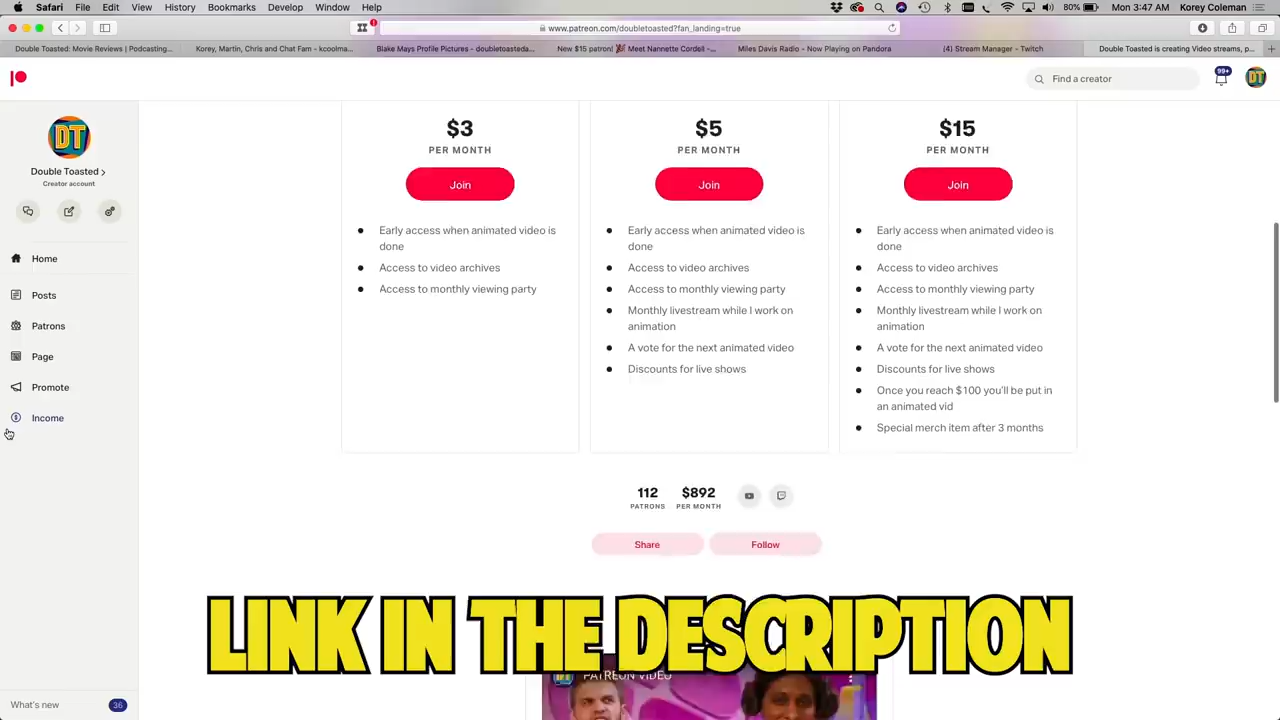 Safari File Edit View History Bookmarks Develop Window Help
80% Mon 3:47 AM Korey Coleman
www.patreon.com/doubletoasted?fan_landing=true
Double Toasted: Movie Reviews | Podcasting...
Korey, Martin, Chris and Chat Fam - kcoolma...
Blake Mays Profile Pictures - doubletoasteda...
New $15 patron! 🎉 Meet Nannette Cordell -...
Miles Davis Radio - Now Playing on Pandora
(4) Stream Manager - Twitch
Double Toasted is creating Video streams, p...
Find a creator
99+
DT
DT
Double Toasted
Creator account
Home
Posts
Patrons
Page
Promote
Income
What's new 36
$3
PER MONTH
Join
Early access when animated video is
done
Access to video archives
Access to monthly viewing party
$5
PER MONTH
Join
Early access when animated video is
done
Access to video archives
Access to monthly viewing party
Monthly livestream while I work on
animation
A vote for the next animated video
Discounts for live shows
$15
PER MONTH
Join
Early access when animated video is
done
Access to video archives
Access to monthly viewing party
Monthly livestream while I work on
animation
A vote for the next animated video
Discounts for live shows
Once you reach $100 you'll be put in
an animated vid
Special merch item after 3 months
112 $892
PATRONS PER MONTH
Share Follow
LINK IN THE DESCRIPTION
DT PATREON VIDEO